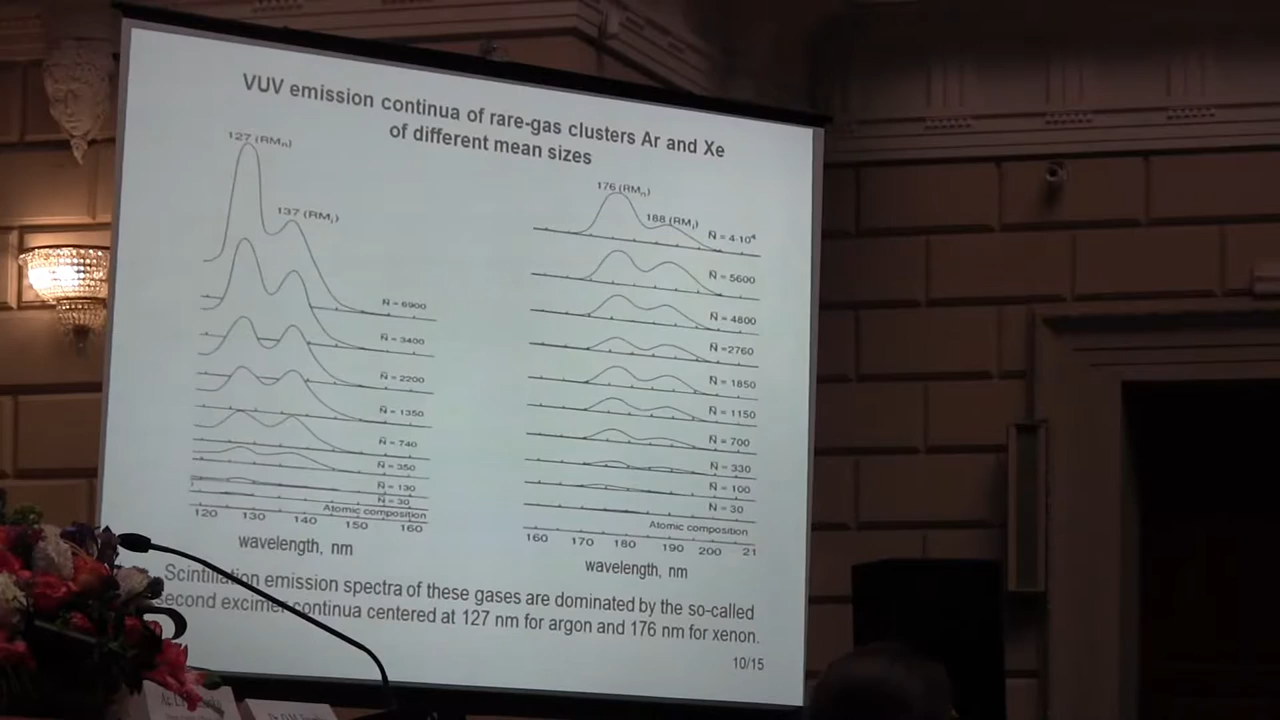 VUV emission continua of rare-gas clusters Ar and Xe
of different mean sizes
127 (RMn)
137 (RMi)
N̄ = 6900
N̄ = 3400
N̄ = 2200
N̄ = 1350
N̄ = 740
N̄ = 350
N̄ = 130
N̄ = 30
Atomic composition
120 130 140 150 160
wavelength, nm
176 (RMn)
188 (RMi)
N̄ = 4·10⁴
N̄ = 5600
N̄ = 4800
N̄ =2760
N̄ = 1850
N̄ = 1150
N̄ = 700
N̄ = 330
N̄ = 100
N̄ = 30
Atomic composition
160 170 180 190 200 21
wavelength, nm
Scintillation emission spectra of these gases are dominated by the so-called
second excimer continua centered at 127 nm for argon and 176 nm for xenon.
10/15